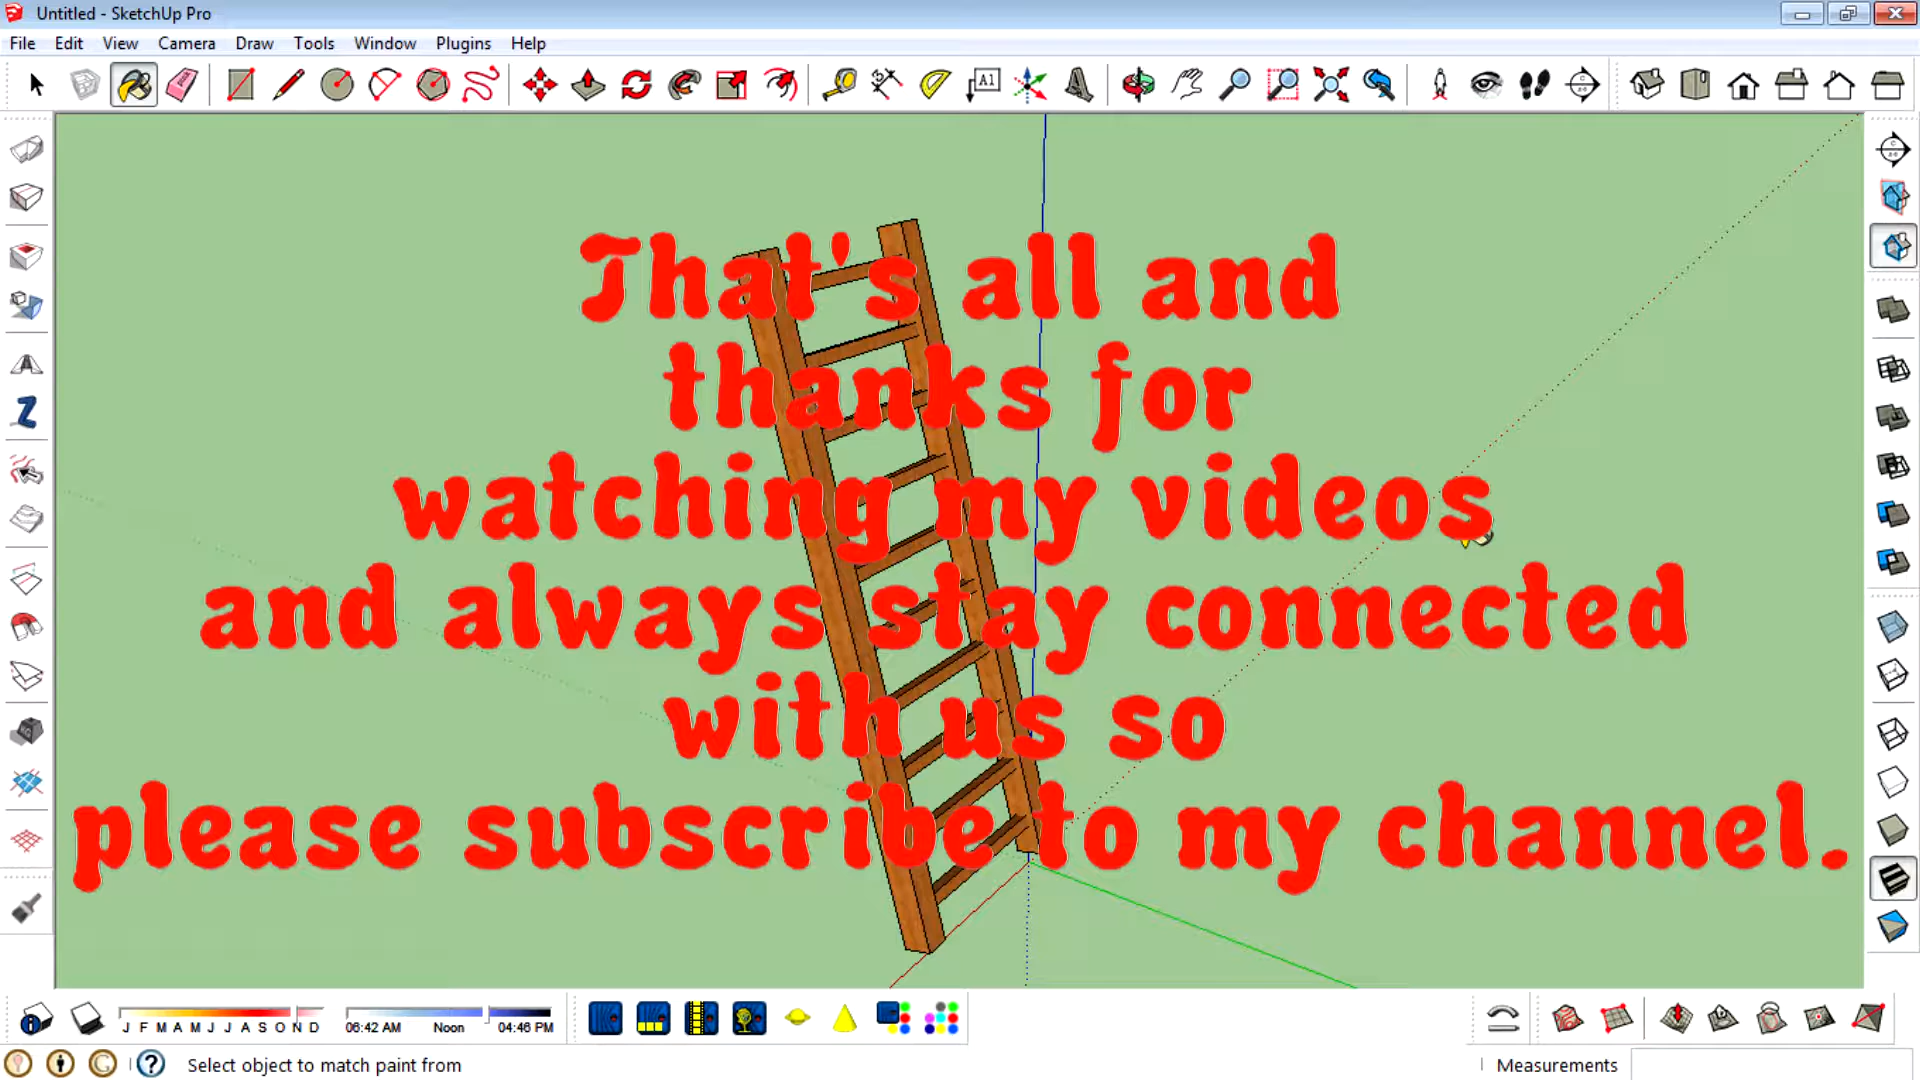 Untitled - SketchUp Pro
File Edit View Camera Draw Tools Window Plugins Help
A1
That's all and
thanks for
watching my videos
and always stay connected
with us so
please subscribe to my channel.
J F M A M J J A S O N D
06:42 AM Noon 04:46 PM
Select object to match paint from
Measurements